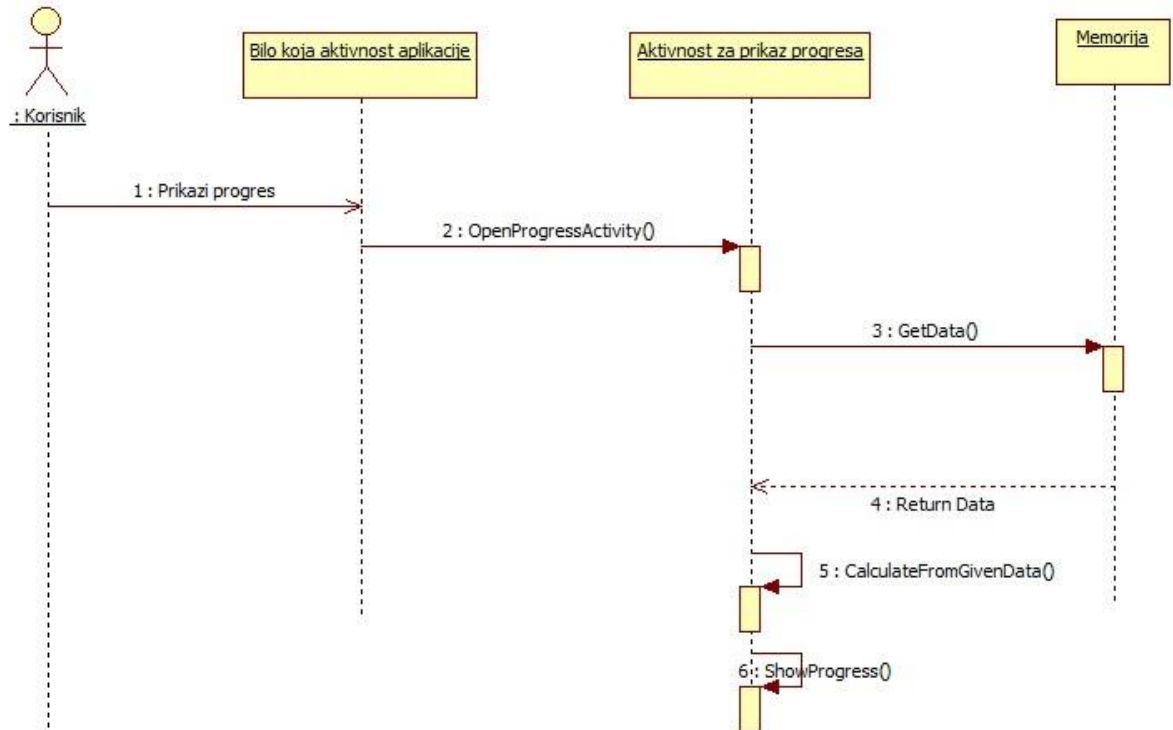 Bilo koja aktivnost aplikacije
Aktivnost za prikaz progresa
Memorija
: Korisnik
1 : Prikazi progres
2 : OpenProgressActivity()
3 : GetData()
4 : Return Data
5 : CalculateFromGivenData()
6 : ShowProgress()